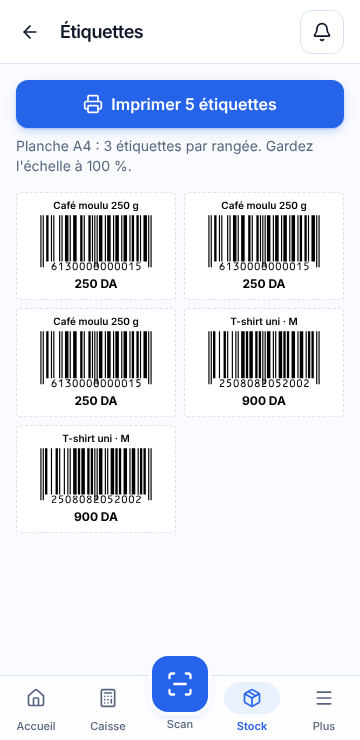 Étiquettes
Imprimer 5 étiquettes
Planche A4 : 3 étiquettes par rangée. Gardez
l'échelle à 100 %.
Café moulu 250 g
6130000000015
250 DA
Café moulu 250 g
6130000000015
250 DA
Café moulu 250 g
6130000000015
250 DA
T-shirt uni · M
2508082052002
900 DA
T-shirt uni · M
2508082052002
900 DA
Accueil
Caisse
Scan
Stock
Plus